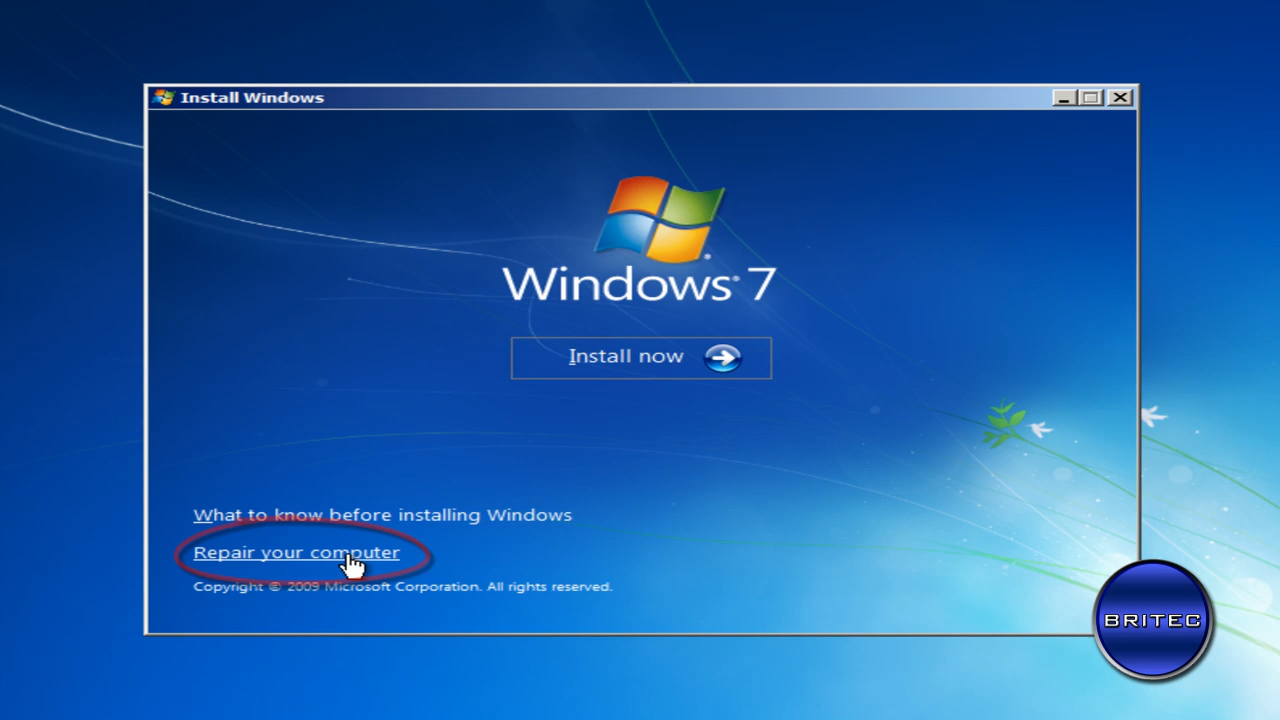 Install Windows
Windows® 7
Install now
What to know before installing Windows
Repair your computer
Copyright © 2009 Microsoft Corporation. All rights reserved.
BRITEC